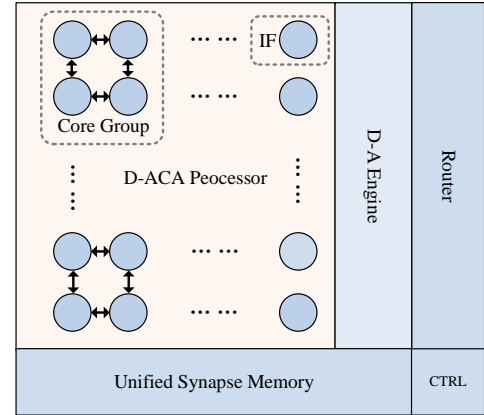 IF
Core Group
D-ACA Peocessor
D-A Engine
Router
Unified Synapse Memory
CTRL